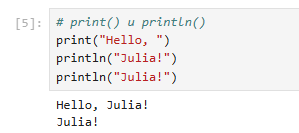 [5]: # print() u println()
print("Hello, ")
println("Julia!")
println("Julia!")
Hello, Julia!
Julia!